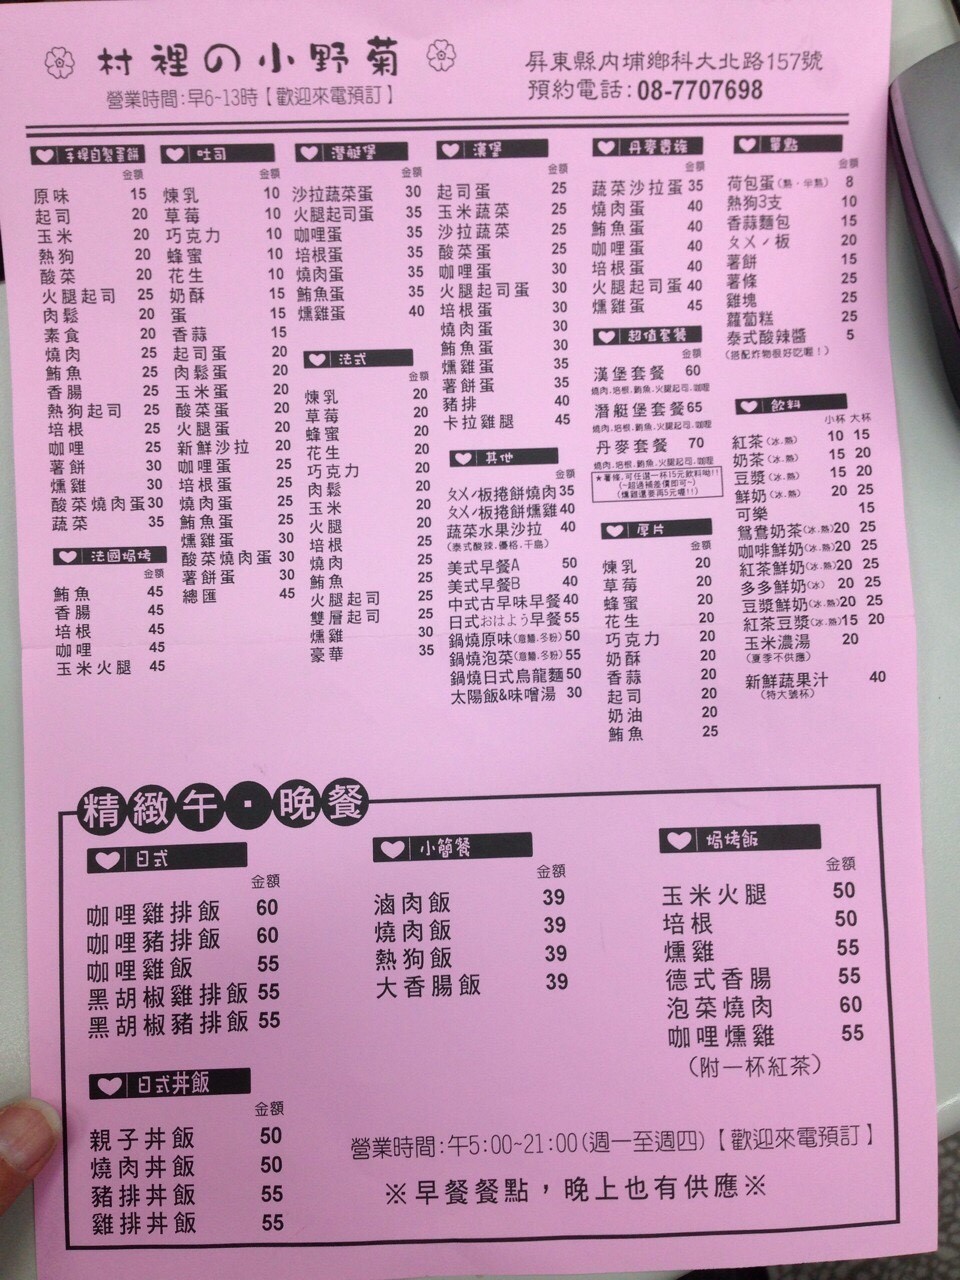 村裡の小野菊
營業時間:早6~13時【歡迎來電預訂】
屏東縣內埔鄉科大北路157號
預約電話:08-7707698
手桿自製蛋餅
金額
原味 15
起司 20
玉米 20
熱狗 20
酸菜 20
火腿起司 25
肉鬆 20
素食 20
燒肉 25
鮪魚 25
香腸 25
熱狗起司 25
培根 25
咖哩 25
薯餅 30
燻雞 30
酸菜燒肉蛋 30
蔬菜 35
法國焗烤
金額
鮪魚 45
香腸 45
培根 45
咖哩 45
玉米火腿 45
吐司
金額
煉乳 10
草莓 10
巧克力 10
蜂蜜 10
花生 10
奶酥 15
蛋 15
香蒜 15
起司蛋 20
肉鬆蛋 20
玉米蛋 20
酸菜蛋 20
火腿蛋 20
新鮮沙拉 20
咖哩蛋 25
培根蛋 25
燒肉蛋 25
鮪魚蛋 25
燻雞蛋 30
酸菜燒肉蛋 30
薯餅蛋 30
總匯 45
潛艇堡
金額
沙拉蔬菜蛋 30
火腿起司蛋 35
咖哩蛋 35
培根蛋 35
燒肉蛋 35
鮪魚蛋 35
燻雞蛋 40
法式
金額
煉乳 20
草莓 20
蜂蜜 20
花生 20
巧克力 20
肉鬆 20
玉米 20
火腿 20
培根 25
燒肉 25
鮪魚 25
火腿起司 25
雙層起司 25
燻雞 30
豪華 35
漢堡
金額
起司蛋 25
玉米蔬菜 25
沙拉蔬菜 25
酸菜蛋 25
咖哩蛋 30
火腿起司蛋 30
培根蛋 30
燒肉蛋 30
鮪魚蛋 30
燻雞蛋 35
薯餅蛋 35
豬排 40
卡拉雞腿 45
其他
金額
ㄆㄨㄢ板捲餅燒肉 35
ㄆㄨㄢ板捲餅燻雞 40
蔬菜水果沙拉 40
(泰式酸辣.優格.千島)
美式早餐A 50
美式早餐B 40
中式古早味早餐 40
日式おはよう早餐 55
鍋燒原味(意麵.冬粉) 50
鍋燒泡菜(意麵.冬粉) 55
鍋燒日式烏龍麵 50
太陽飯&味噌湯 30
丹麥貴族
金額
蔬菜沙拉蛋 35
燒肉蛋 40
鮪魚蛋 40
咖哩蛋 40
培根蛋 40
火腿起司蛋 40
燻雞蛋 45
超值套餐
金額
漢堡套餐 60
燒肉.培根.鮪魚.火腿起司.咖哩
潛艇堡套餐 65
燒肉.培根.鮪魚.火腿起司.咖哩
丹麥套餐 70
燒肉.培根.鮪魚.火腿起司.咖哩
★薯條.可任選一杯15元飲料呦!!
(~超過補差價即可~)
(燻雞還要再5元喔!!)
厚片
金額
煉乳 20
草莓 20
蜂蜜 20
花生 20
巧克力 20
奶酥 20
香蒜 20
起司 20
奶油 20
鮪魚 25
單點
金額
荷包蛋(熟.半熟) 8
熱狗3支 10
香蒜麵包 15
ㄆㄨㄢ板 20
薯餅 15
薯條 25
雞塊 25
蘿蔔糕 25
泰式酸辣醬 5
(搭配炸物很好吃喔!)
飲料
小杯 大杯
紅茶(冰.熱) 10 15
奶茶(冰.熱) 15 20
豆漿(冰.熱) 15 20
鮮奶(冰.熱) 20 25
可樂 15
鴛鴦奶茶(冰.熱) 20 25
咖啡鮮奶(冰.熱) 20 25
紅茶鮮奶(冰.熱) 20 25
多多鮮奶(冰) 20 25
豆漿鮮奶(冰.熱) 20 25
紅茶豆漿(冰.熱) 15 20
玉米濃湯 20
(夏季不供應)
新鮮蔬果汁 40
(特大號杯)
精緻午·晚餐
日式
金額
咖哩雞排飯 60
咖哩豬排飯 60
咖哩雞飯 55
黑胡椒雞排飯 55
黑胡椒豬排飯 55
日式丼飯
金額
親子丼飯 50
燒肉丼飯 50
豬排丼飯 55
雞排丼飯 55
小簡餐
金額
滷肉飯 39
燒肉飯 39
熱狗飯 39
大香腸飯 39
焗烤飯
金額
玉米火腿 50
培根 50
燻雞 55
德式香腸 55
泡菜燒肉 60
咖哩燻雞 55
(附一杯紅茶)
營業時間:午5:00~21:00(週一至週四)【歡迎來電預訂】
※早餐餐點,晚上也有供應※